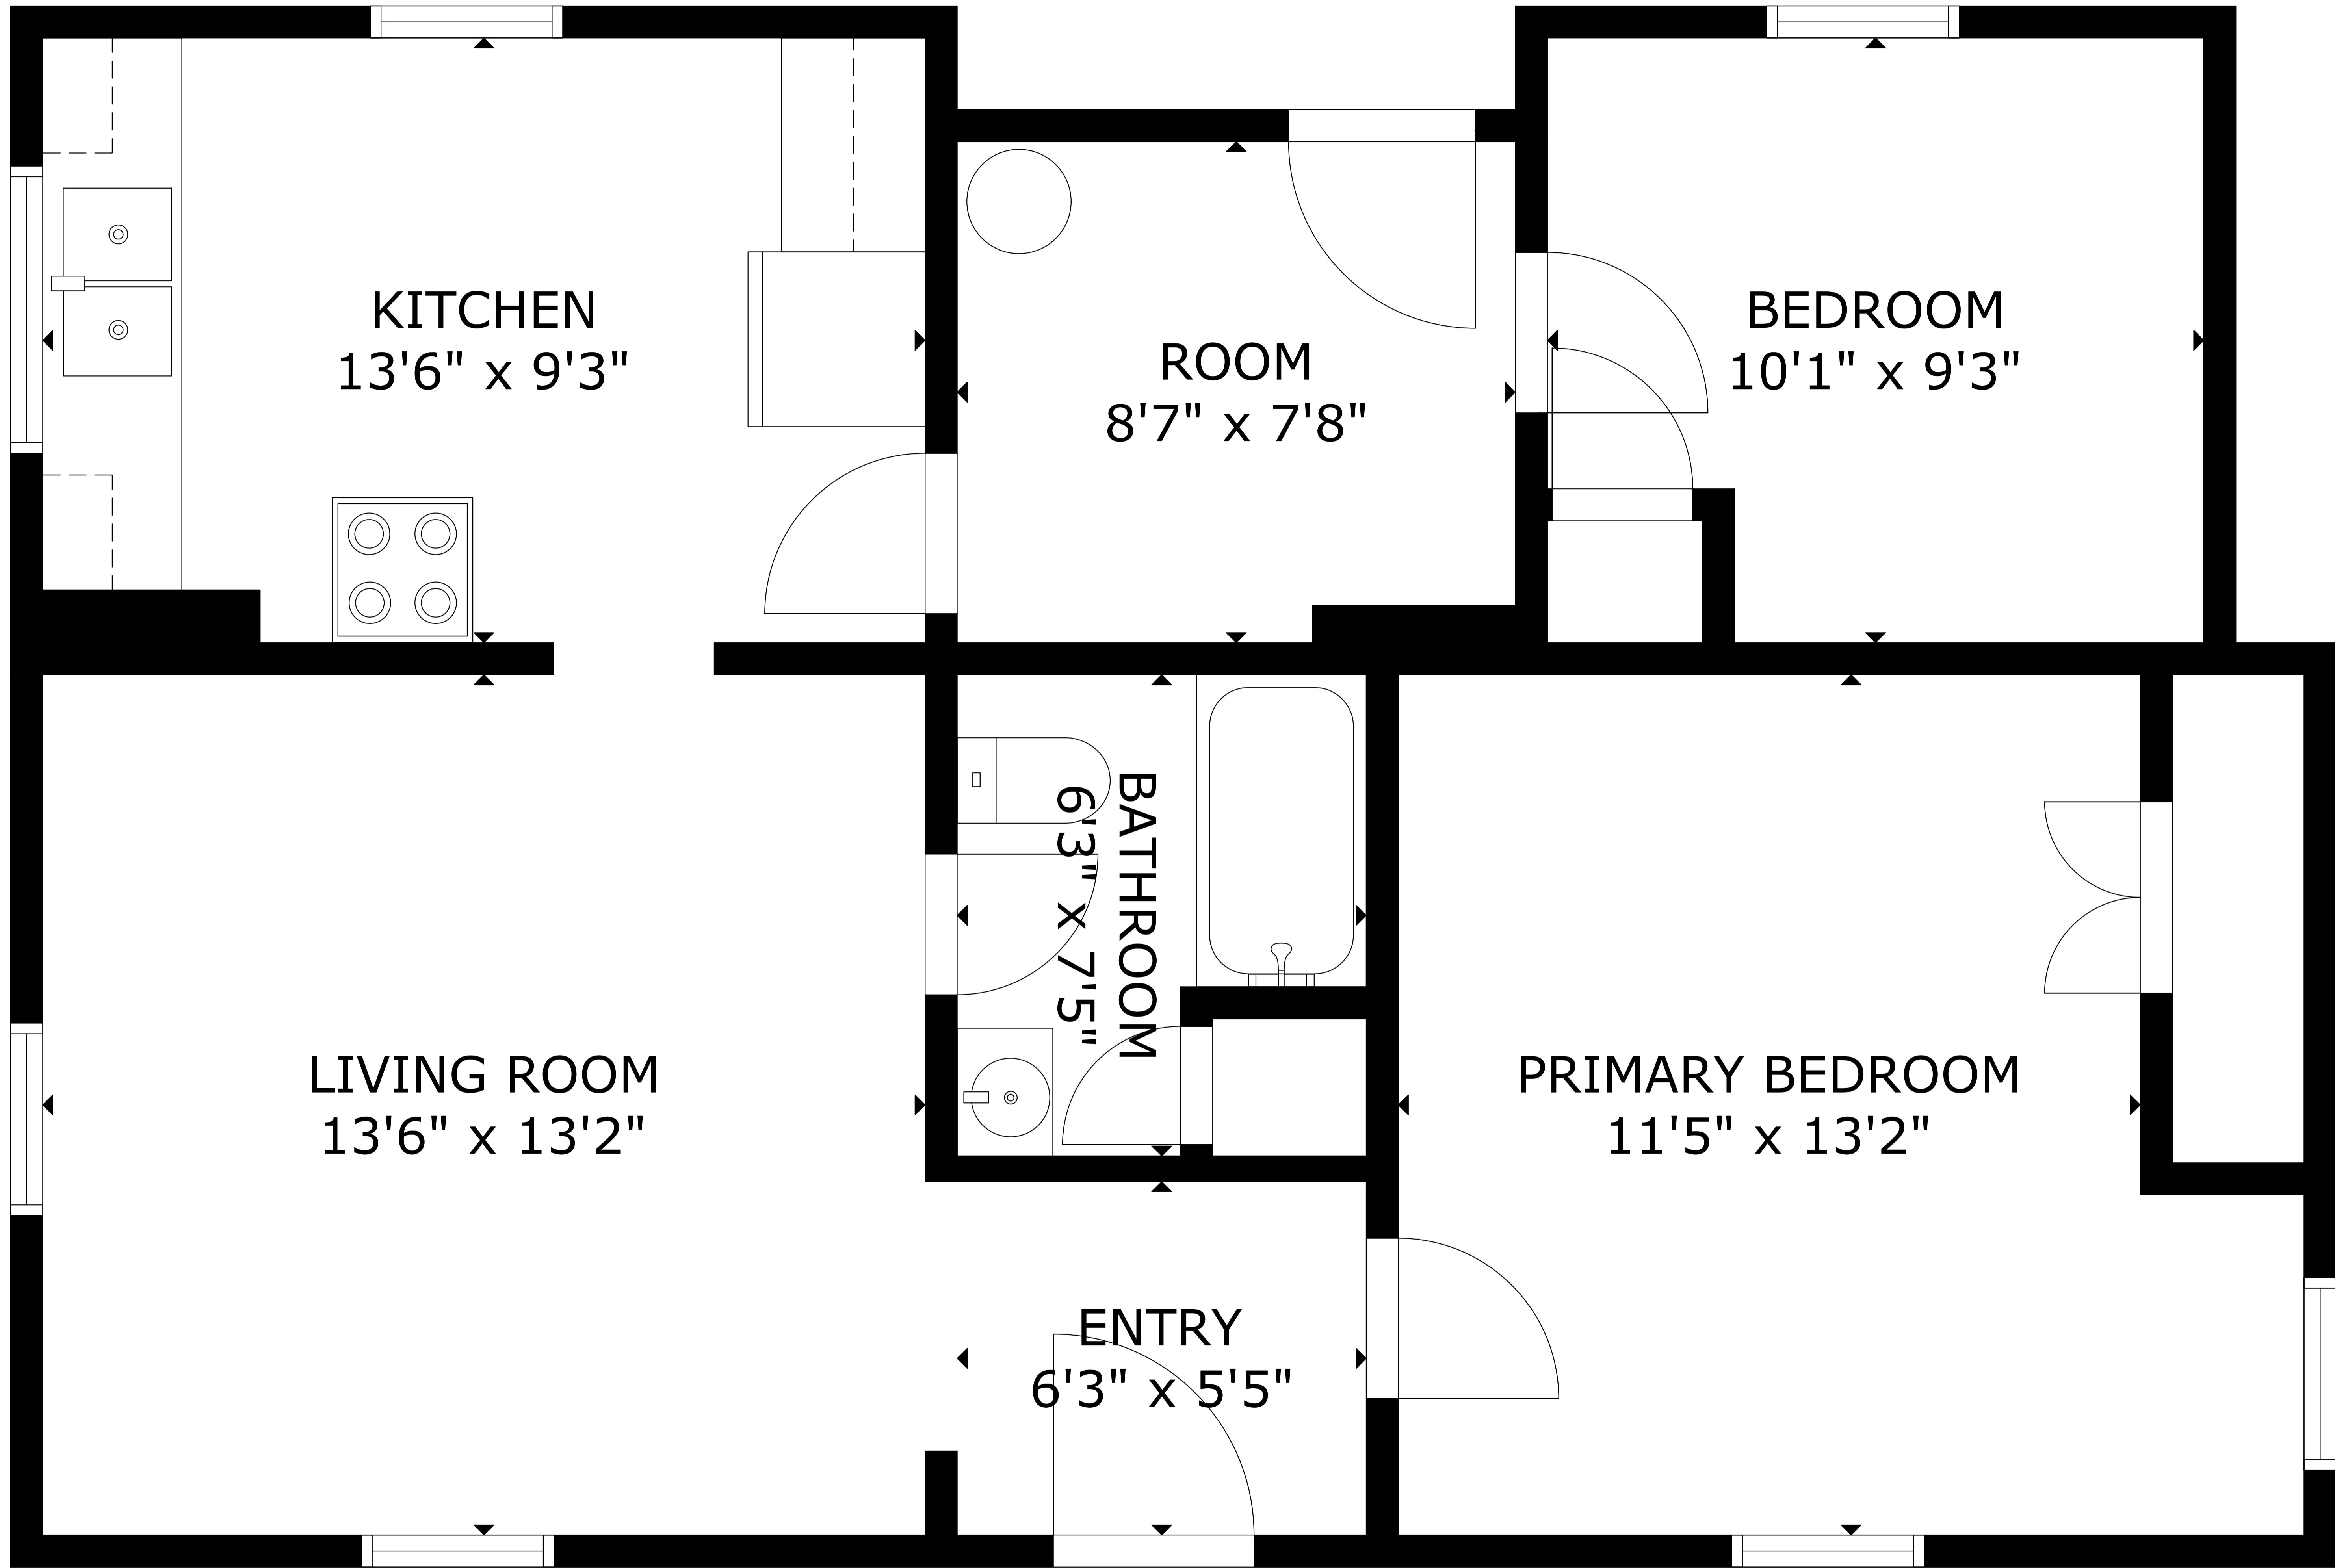 KITCHEN
13'6" x 9'3"
ROOM
8'7" x 7'8"
BEDROOM
10'1" x 9'3"
BATHROOM
6'3" x 7'5"
LIVING ROOM
13'6" x 13'2"
PRIMARY BEDROOM
11'5" x 13'2"
ENTRY
6'3" x 5'5"